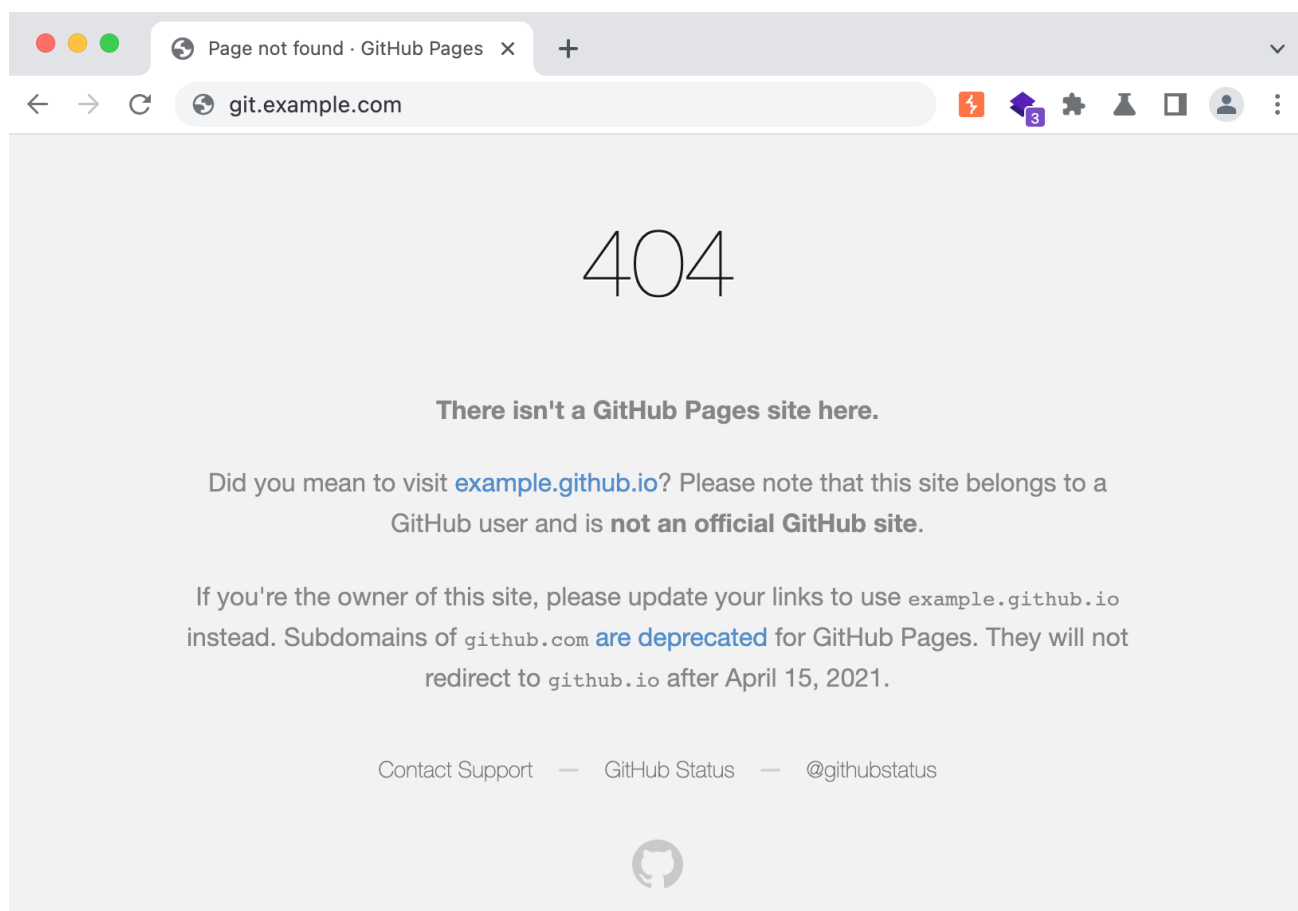 Page not found · GitHub Pages
git.example.com
3
404
There isn't a GitHub Pages site here.
Did you mean to visit example.github.io? Please note that this site belongs to a
GitHub user and is not an official GitHub site.
If you're the owner of this site, please update your links to use example.github.io
instead. Subdomains of github.com are deprecated for GitHub Pages. They will not
redirect to github.io after April 15, 2021.
Contact Support — GitHub Status — @githubstatus